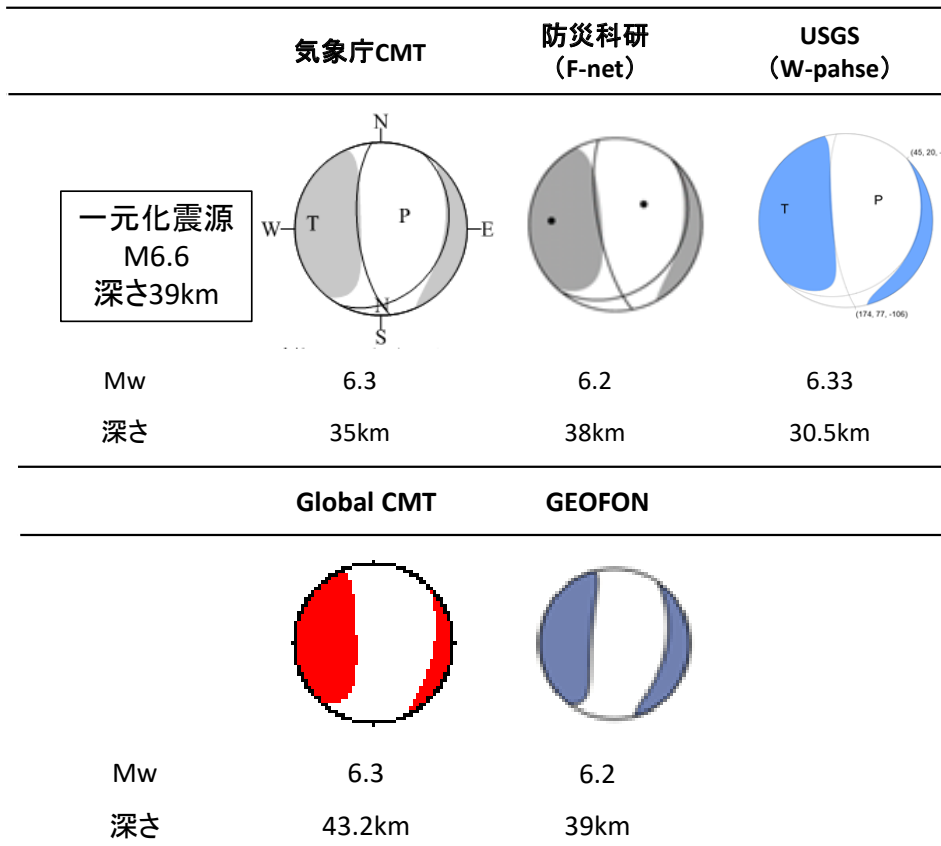 気象庁CMT
防災科研
（F-net）
USGS
（W-pahse）
一元化震源
M6.6
深さ39km
N
W
T
P
E
N
S
T
P
(45, 20, -
(174, 77, -106)
Mw 6.3 6.2 6.33
深さ 35km 38km 30.5km
Global CMT GEOFON
Mw 6.3 6.2
深さ 43.2km 39km